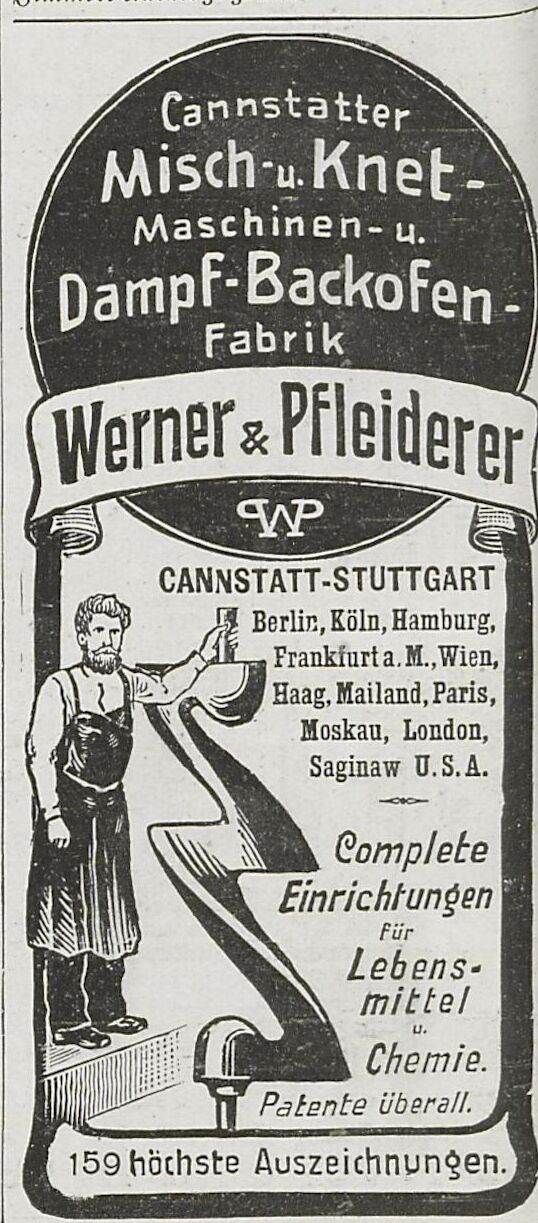 Cannstatter
Misch-u. Knet-
Maschinen- u.
Dampf-Backofen-
Fabrik
Werner & Pfleiderer
WP
CANNSTATT-STUTTGART
Berlin, Köln, Hamburg,
Frankfurt a. M., Wien,
Haag, Mailand, Paris,
Moskau, London,
Saginaw U.S.A.
Complete
Einrichtungen
für
Lebens-
mittel
u.
Chemie.
Patente überall.
159 höchste Auszeichnungen.